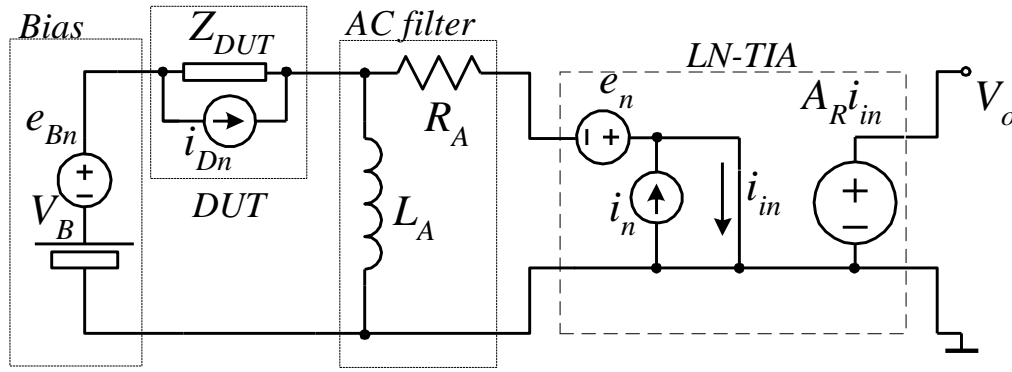 Bias
Z_DUT
AC filter
LN-TIA
e_n
A_R i_in
V_o
R_A
e_Bn
i_Dn
DUT
V_B
L_A
i_n
i_in